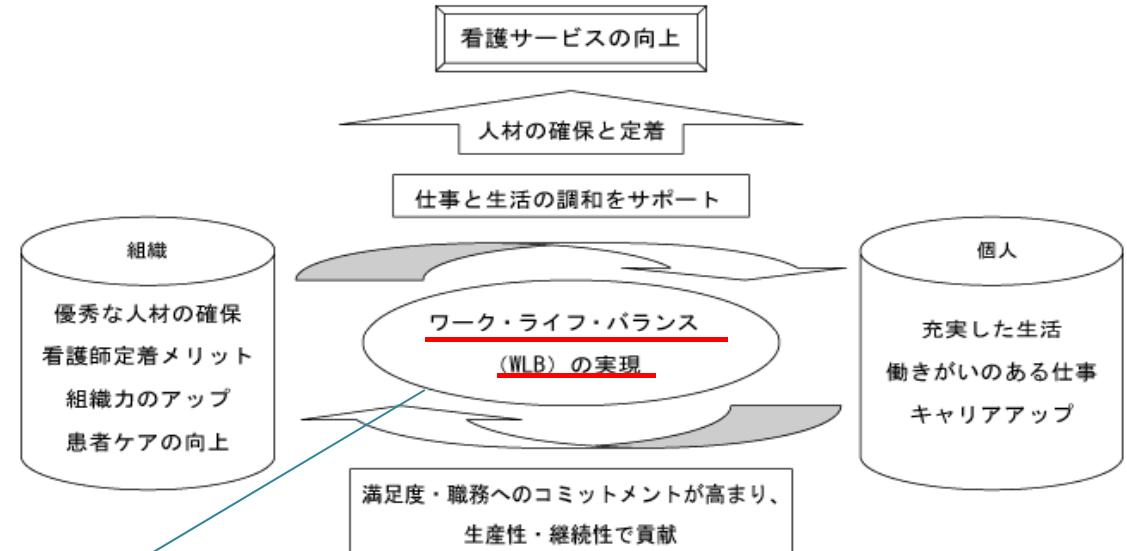 看護サービスの向上
人材の確保と定着
仕事と生活の調和をサポート
組織
優秀な人材の確保
看護師定着メリット
組織力のアップ
患者ケアの向上
ワーク・ライフ・バランス
（WLB）の実現
個人
充実した生活
働きがいのある仕事
キャリアアップ
満足度・職務へのコミットメントが高まり、
生産性・継続性で貢献